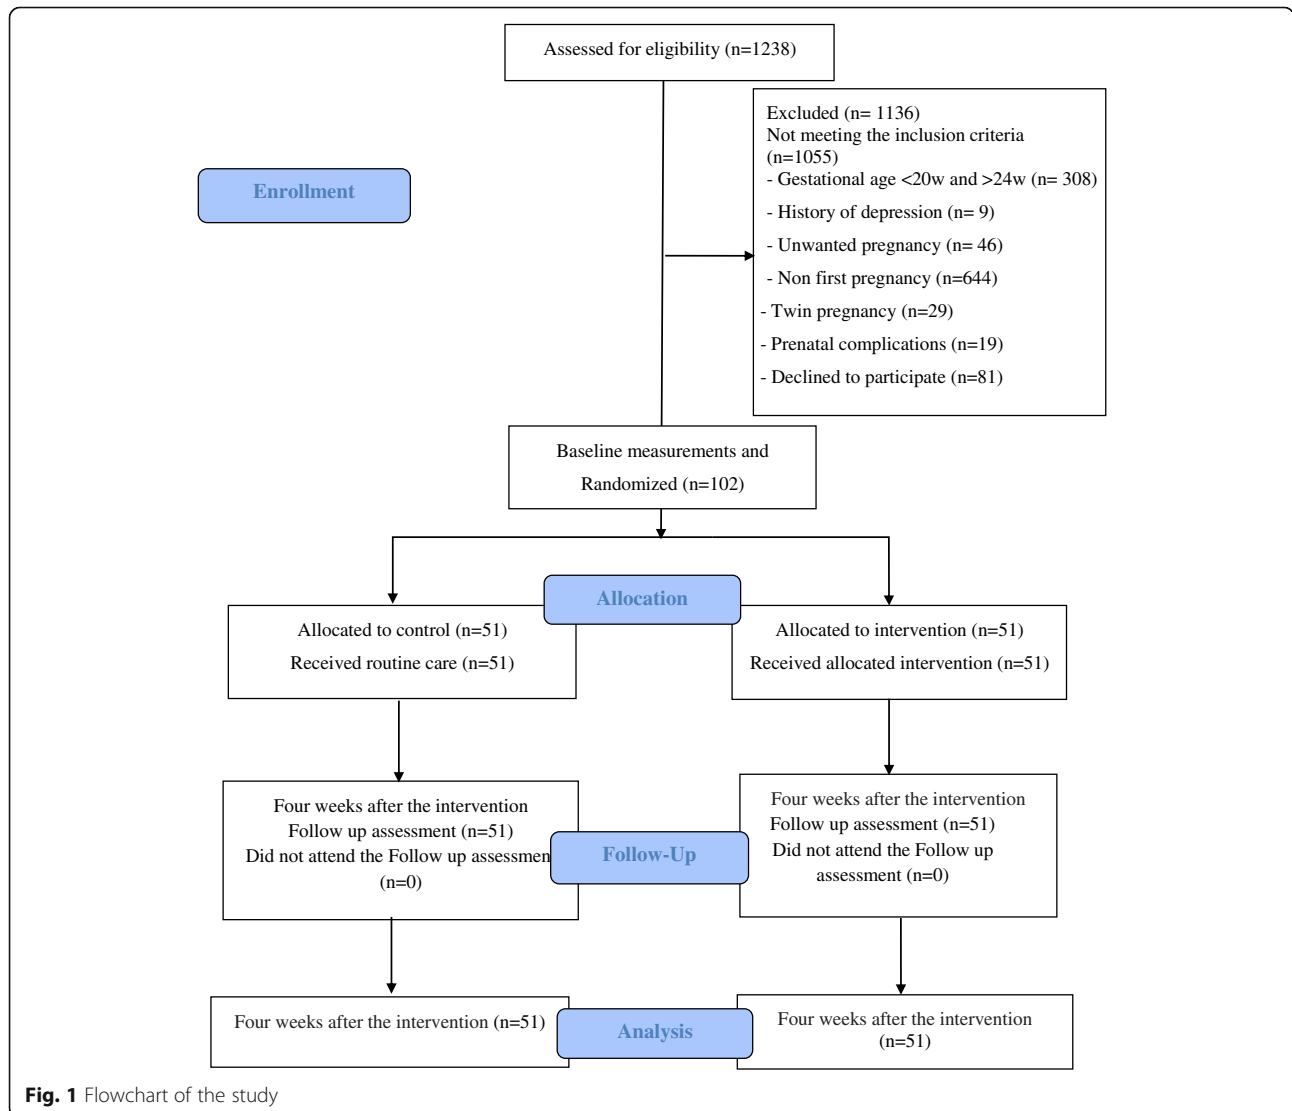 Assessed for eligibility (n=1238)
Excluded (n= 1136)
Not meeting the inclusion criteria
(n=1055)
- Gestational age <20w and >24w (n= 308)
- History of depression (n= 9)
- Unwanted pregnancy (n= 46)
- Non first pregnancy (n=644)
- Twin pregnancy (n=29)
- Prenatal complications (n=19)
- Declined to participate (n=81)
Enrollment
Baseline measurements and
Randomized (n=102)
Allocation
Allocated to control (n=51)
Received routine care (n=51)
Allocated to intervention (n=51)
Received allocated intervention (n=51)
Four weeks after the intervention
Follow up assessment (n=51)
Did not attend the Follow up assessmen
(n=0)
Follow-Up
Four weeks after the intervention
Follow up assessment (n=51)
Did not attend the Follow up
assessment (n=0)
Four weeks after the intervention (n=51)
Analysis
Four weeks after the intervention
(n=51)
Fig. 1 Flowchart of the study